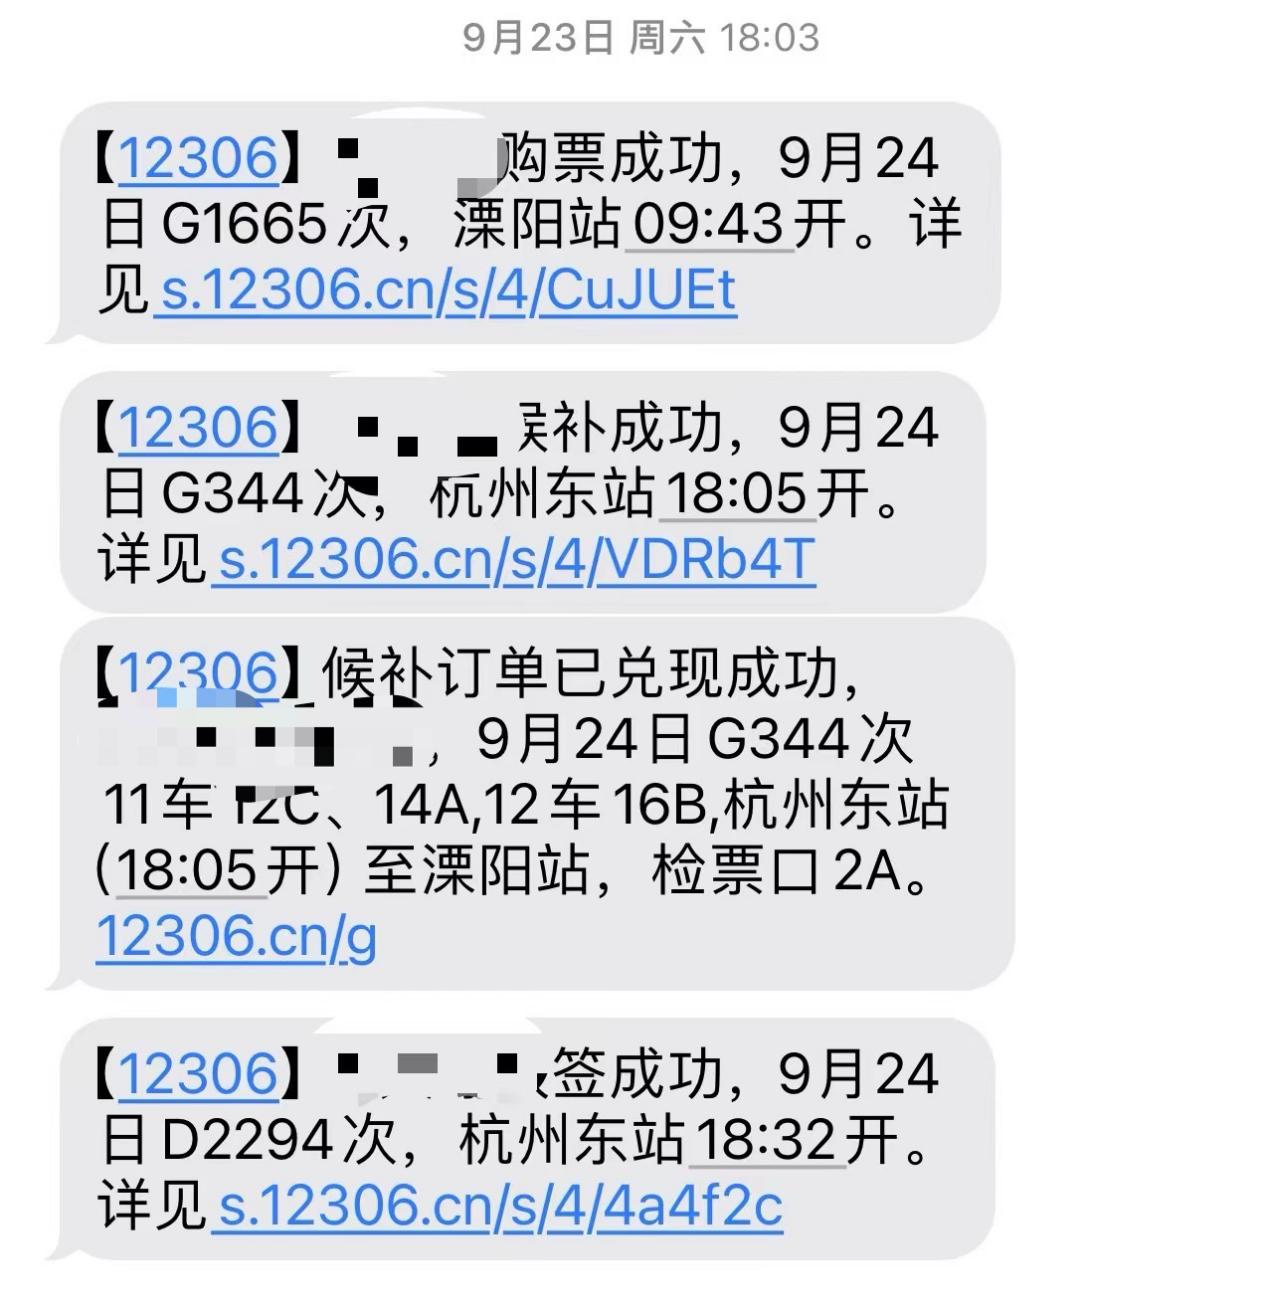 9月23日 周六 18:03
【12306】 购票成功，9月24
日G1665次，溧阳站09:43开。详
见s.12306.cn/s/4/CuJUEt
【12306】 候补成功，9月24
日G344次，杭州东站18:05开。
详见s.12306.cn/s/4/VDRb4T
【12306】候补订单已兑现成功，
，9月24日G344次
11车12C、14A,12车16B,杭州东站
(18:05开) 至溧阳站，检票口2A。
12306.cn/g
【12306】 签成功，9月24
日D2294次，杭州东站18:32开。
详见s.12306.cn/s/4/4a4f2c